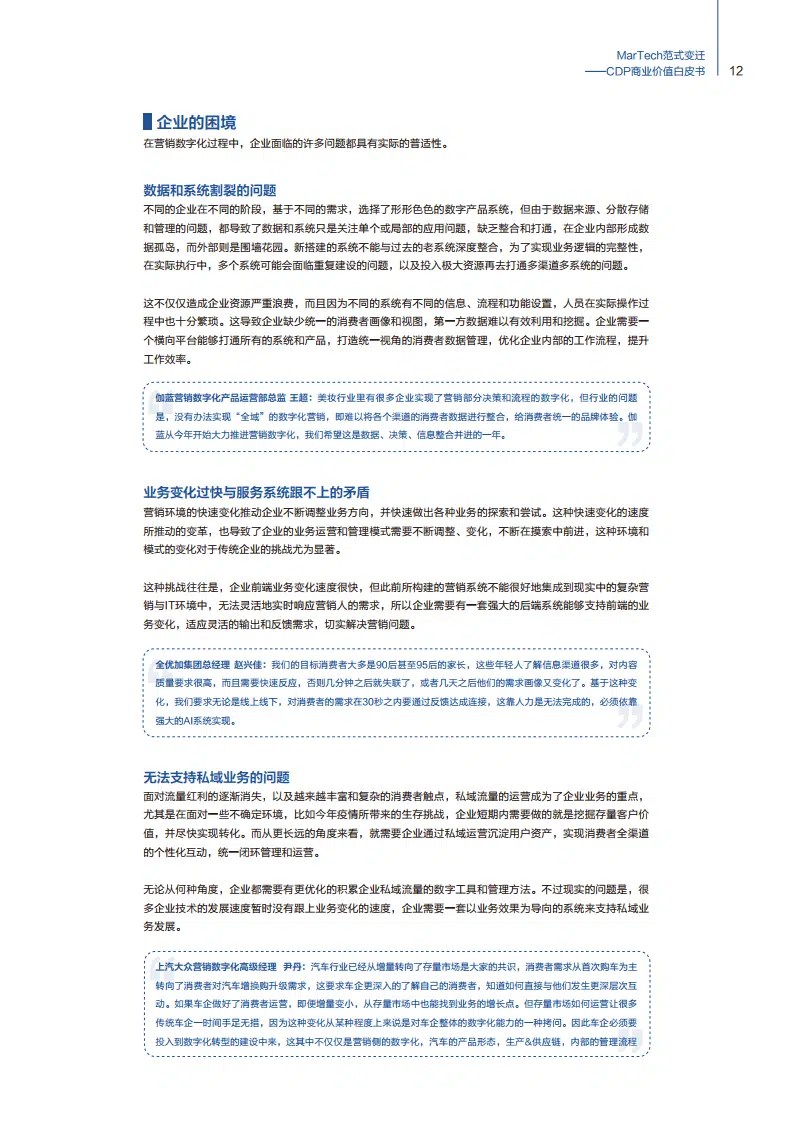 MarTech范式变迁
——CDP商业价值白皮书
12
企业的困境
在营销数字化过程中，企业面临的许多问题都具有实际的普适性。
数据和系统割裂的问题
不同的企业在不同的阶段，基于不同的需求，选择了形形色色的数字产品系统，但由于数据来源、分散存储
和管理的问题，都导致了数据和系统只是关注单个或局部的应用问题，缺乏整合和打通，在企业内部形成数
据孤岛，而外部则是围墙花园。新搭建的系统不能与过去的老系统深度整合，为了实现业务逻辑的完整性，
在实际执行中，多个系统可能会面临重复建设的问题，以及投入极大资源再去打通多渠道多系统的问题。
这不仅仅造成企业资源严重浪费，而且因为不同的系统有不同的信息、流程和功能设置，人员在实际操作过
程中也十分繁琐。这导致企业缺少统一的消费者画像和视图，第一方数据难以有效利用和挖掘。企业需要一
个横向平台能够打通所有的系统和产品，打造统一视角的消费者数据管理，优化企业内部的工作流程，提升
工作效率。
伽蓝营销数字化产品运营部总监 王超：美妆行业里有很多企业实现了营销部分决策和流程的数字化，但行业的问题
是，没有办法实现“全域”的数字化营销，即难以将各个渠道的消费者数据进行整合，给消费者统一的品牌体验。伽
蓝从今年开始大力推进营销数字化，我们希望这是数据、决策、信息整合并进的一年。
业务变化过快与服务系统跟不上的矛盾
营销环境的快速变化推动企业不断调整业务方向，并快速做出各种业务的探索和尝试。这种快速变化的速度
所推动的变革，也导致了企业的业务运营和管理模式需要不断调整、变化，不断在摸索中前进，这种环境和
模式的变化对于传统企业的挑战尤为显著。
这种挑战往往是，企业前端业务变化速度很快，但此前所构建的营销系统不能很好地集成到现实中的复杂营
销与IT环境中，无法灵活地实时响应营销人的需求，所以企业需要有一套强大的后端系统能够支持前端的业
务变化，适应灵活的输出和反馈需求，切实解决营销问题。
全优加集团总经理 赵兴佳：我们的目标消费者大多是90后甚至95后的家长，这些年轻人了解信息渠道很多，对内容
质量要求很高，而且需要快速反应，否则几分钟之后就失联了，或者几天之后他们的需求画像又变化了。基于这种变
化，我们要求无论是线上线下，对消费者的需求在30秒之内要通过反馈达成连接，这靠人力是无法完成的，必须依靠
强大的AI系统实现。
无法支持私域业务的问题
面对流量红利的逐渐消失，以及越来越丰富和复杂的消费者触点，私域流量的运营成为了企业业务的重点，
尤其是在面对一些不确定环境，比如今年疫情所带来的生存挑战，企业短期内需要做的就是挖掘存量客户价
值，并尽快实现转化。而从更长远的角度来看，就需要企业通过私域运营沉淀用户资产，实现消费者全渠道
的个性化互动，统一闭环管理和运营。
无论从何种角度，企业都需要有更优化的积累企业私域流量的数字工具和管理方法。不过现实的问题是，很
多企业技术的发展速度暂时没有跟上业务变化的速度，企业需要一套以业务效果为导向的系统来支持私域业
务发展。
上汽大众营销数字化高级经理 尹丹：汽车行业已经从增量转向了存量市场是大家的共识，消费者需求从首次购车为主
转向了消费者对汽车增换购升级需求，这要求车企更深入的了解自己的消费者，知道如何直接与他们发生更深层次互
动。如果车企做好了消费者运营，即便增量变小，从存量市场中也能找到业务的增长点。但存量市场如何运营让很多
传统车企一时间手足无措，因为这种变化从某种程度上来说是对车企整体的数字化能力的一种拷问。因此车企必须要
投入到数字化转型的建设中来，这其中不仅仅是营销侧的数字化，汽车的产品形态，生产&供应链，内部的管理流程